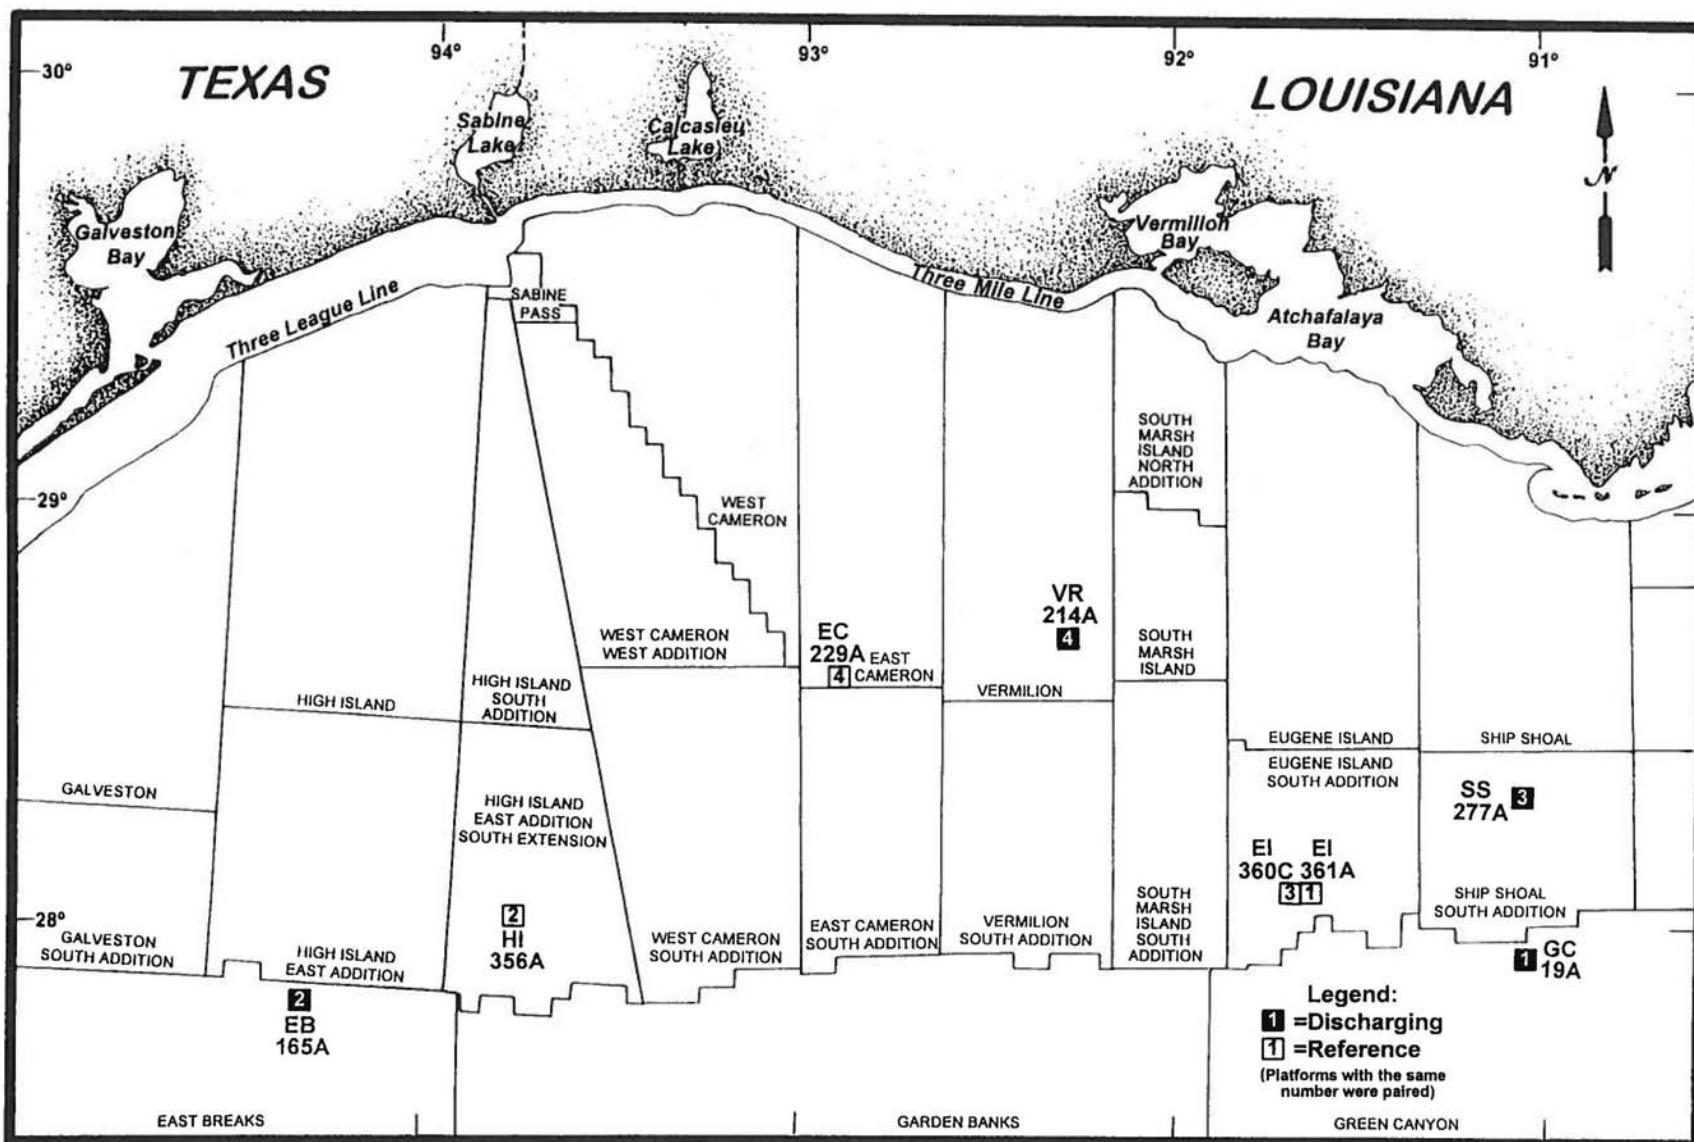 94°
93°
92°
91°
30°
TEXAS
LOUISIANA
Sabine
Lake
Calcasieu
Lake
N
Galveston
Bay
Vermilion
Bay
Three League Line
SABINE
PASS
Three Mile Line
Atchafalaya
Bay
SOUTH
MARSH
ISLAND
NORTH
ADDITION
29°
WEST
CAMERON
VR
214A
4
EC
229A
4
EAST
CAMERON
WEST CAMERON
WEST ADDITION
SOUTH
MARSH
ISLAND
HIGH ISLAND
HIGH ISLAND
SOUTH
ADDITION
VERMILION
EUGENE ISLAND
SHIP SHOAL
EUGENE ISLAND
SOUTH ADDITION
GALVESTON
HIGH ISLAND
EAST ADDITION
SOUTH EXTENSION
SS
277A
3
EI
360C
EI
361A
3 1
28°
2
HI
356A
GALVESTON
SOUTH ADDITION
HIGH ISLAND
EAST ADDITION
WEST CAMERON
SOUTH ADDITION
EAST CAMERON
SOUTH ADDITION
VERMILION
SOUTH ADDITION
SOUTH
MARSH
ISLAND
SOUTH
ADDITION
SHIP SHOAL
SOUTH ADDITION
1
GC
19A
2
EB
165A
Legend:
1 =Discharging
1 =Reference
(Platforms with the same
number were paired)
EAST BREAKS
GARDEN BANKS
GREEN CANYON